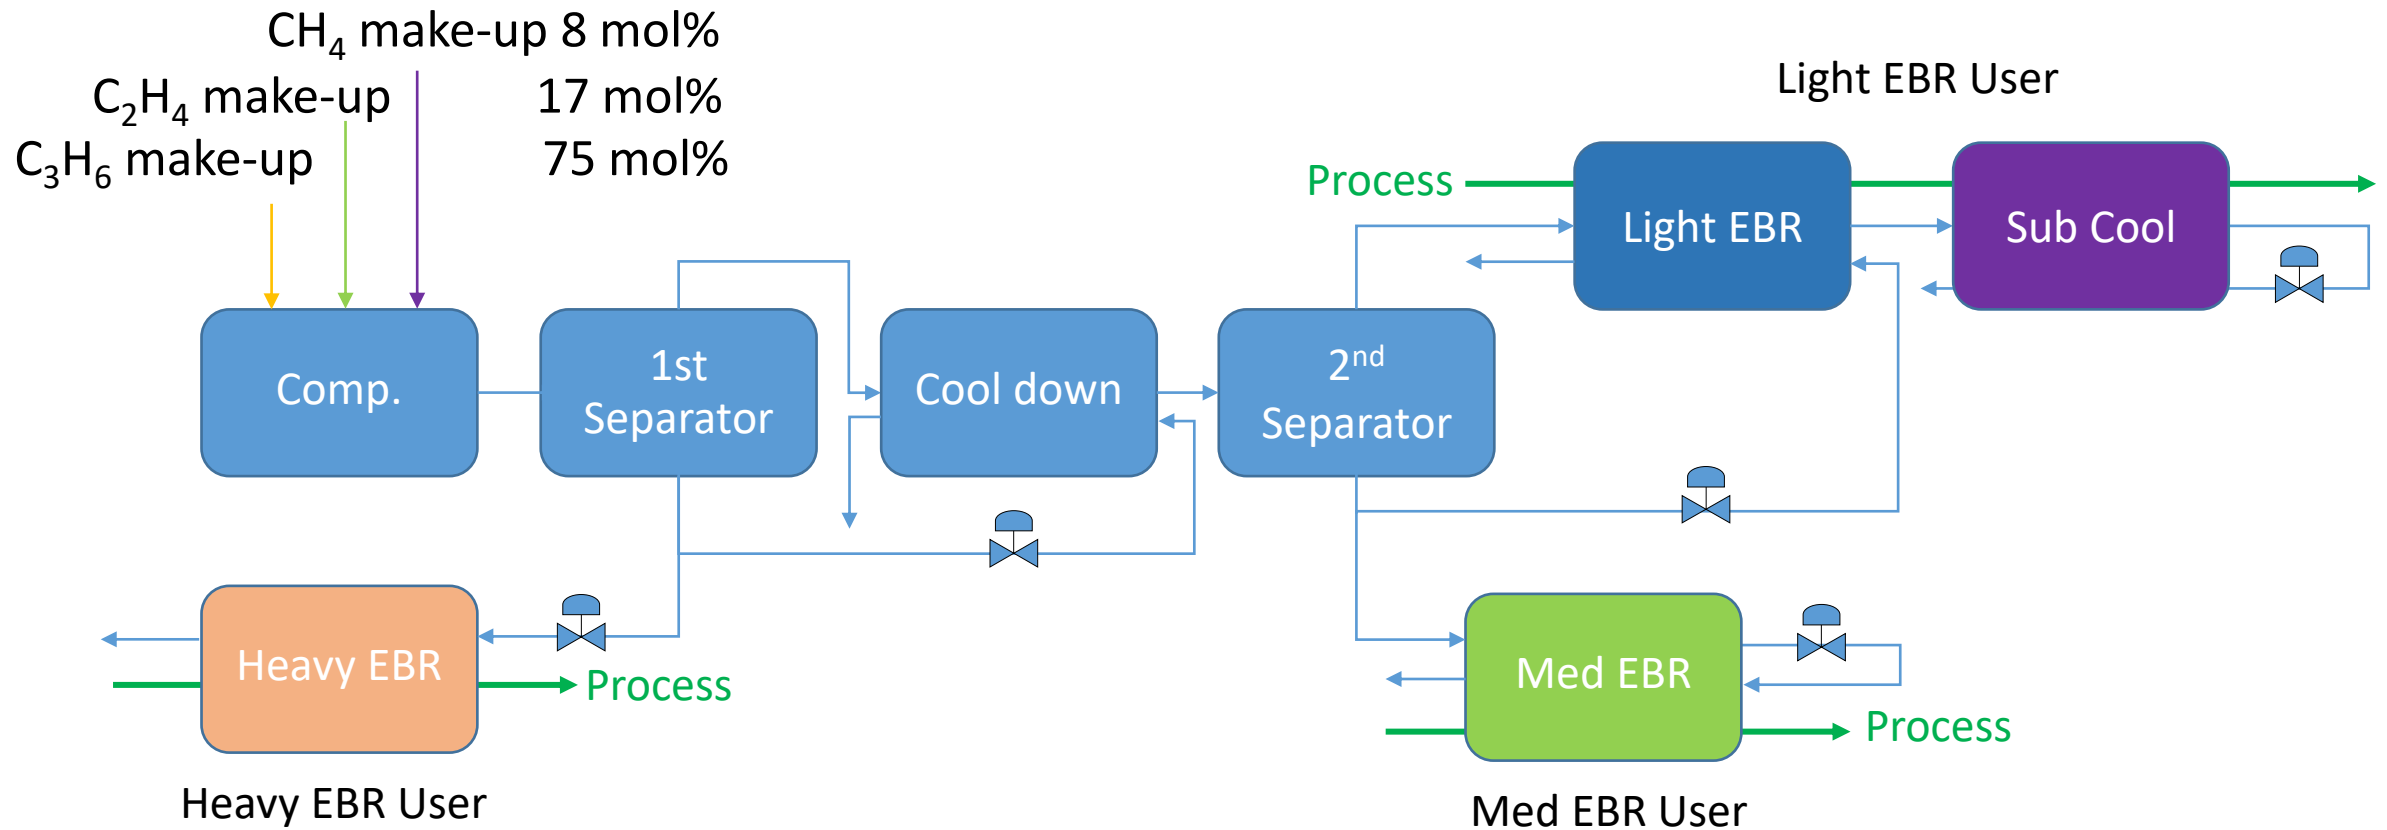 CH₄ make-up 8 mol%
C₂H₄ make-up 17 mol%
C₃H₆ make-up 75 mol%
Light EBR User
Process
Light EBR
Sub Cool
Comp.
1st
Separator
Cool down
2ⁿᵈ
Separator
Heavy EBR
Process
Heavy EBR User
Med EBR
Process
Med EBR User